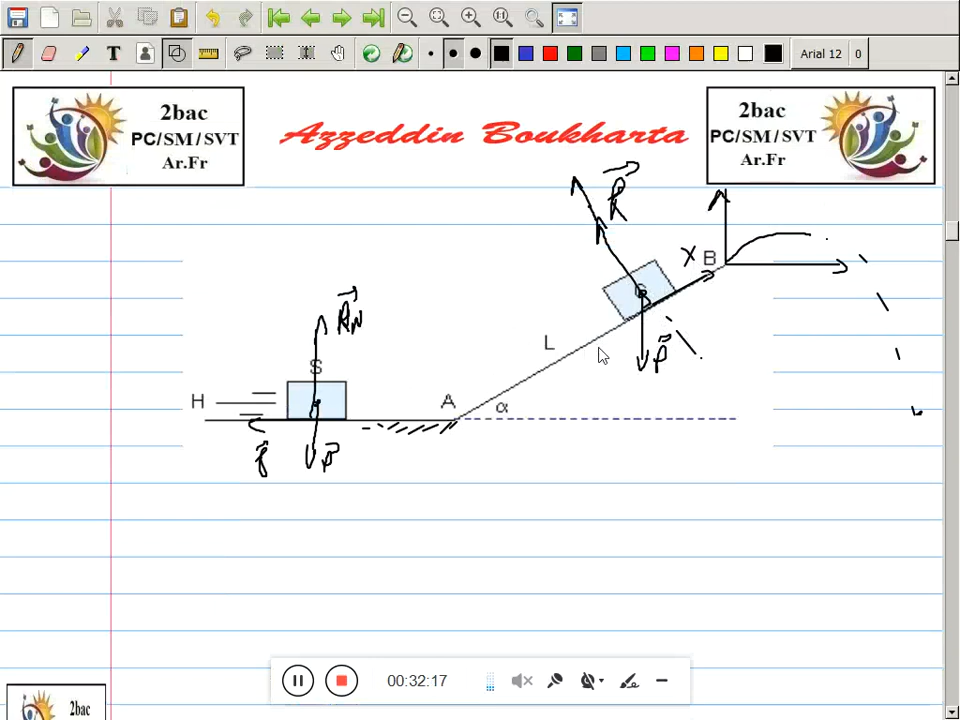 Arial 12 0
2bac
PC/SM/SVT
Ar.Fr
Azzeddin Boukharta
2bac
PC/SM/SVT
Ar.Fr
R
X B
G
R_N
L
P
S
H
A
α
f
P
00:32:17
2bac